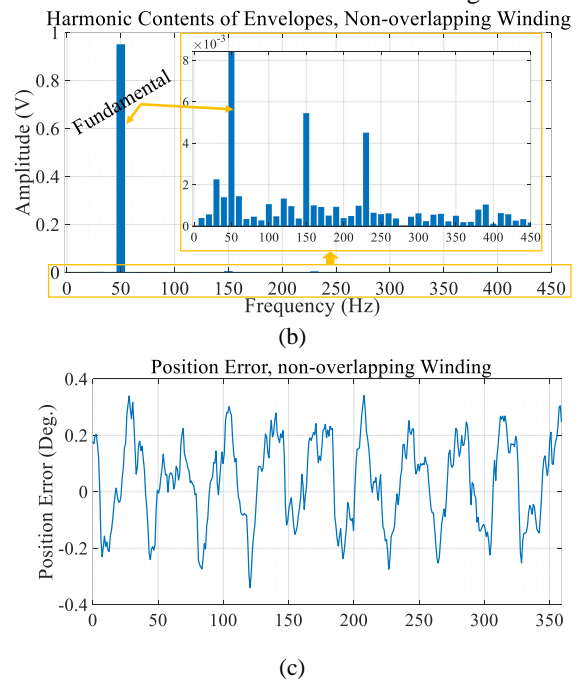 Harmonic Contents of Envelopes, Non-overlapping Winding
×10⁻³
1
0.8
0.6
0.4
0.2
0
Amplitude (V)
Fundamental
8
6
4
2
0
0 50 100 150 200 250 300 350 400 450
0 50 100 150 200 250 300 350 400 450
Frequency (Hz)
(b)
Position Error, non-overlapping Winding
0.4
0.2
0
-0.2
-0.4
Position Error (Deg.)
0 50 100 150 200 250 300 350
(c)